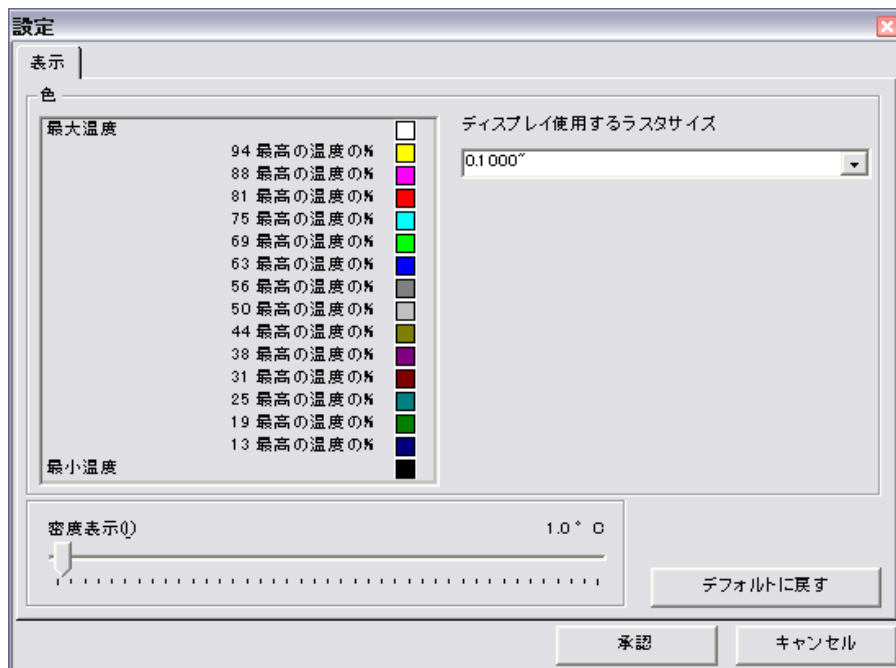 設定
表示
色
最大温度
94 最高の温度の%
88 最高の温度の%
81 最高の温度の%
75 最高の温度の%
69 最高の温度の%
63 最高の温度の%
56 最高の温度の%
50 最高の温度の%
44 最高の温度の%
38 最高の温度の%
31 最高の温度の%
25 最高の温度の%
19 最高の温度の%
13 最高の温度の%
最小温度
ディスプレイ使用するラスタサイズ
0.1000"
密度表示(I) 1.0° C
デフォルトに戻す
承認
キャンセル